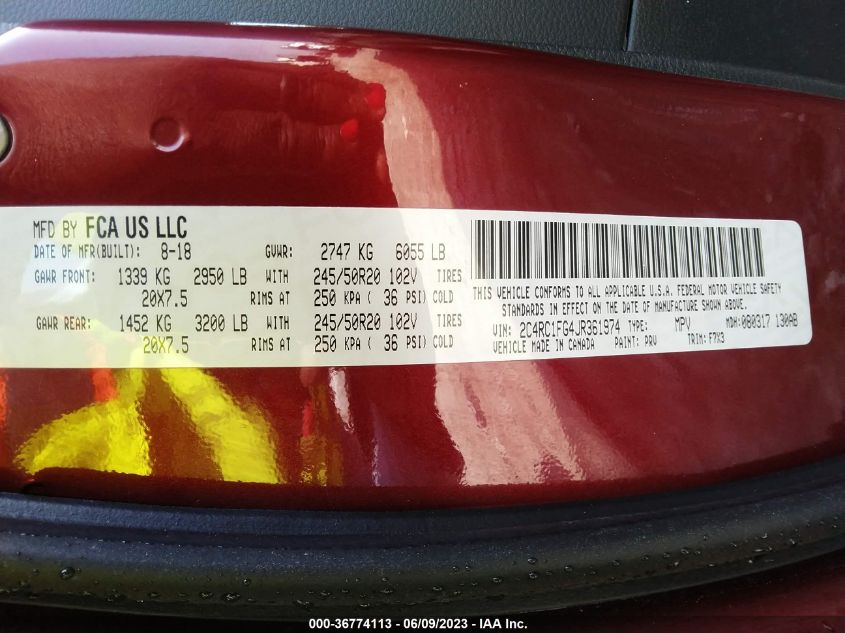 MFD BY FCA US LLC
DATE OF MFR(BUILT): 8-18 GVWR: 2747 KG 6055 LB
GAWR FRONT: 1339 KG 2950 LB WITH 245/50R20 102V TIRES
20X7.5 RIMS AT 250 KPA ( 36 PSI) COLD
GAWR REAR: 1452 KG 3200 LB WITH 245/50R20 102V TIRES
20X7.5 RIMS AT 250 KPA ( 36 PSI) COLD
THIS VEHICLE CONFORMS TO ALL APPLICABLE U.S.A. FEDERAL MOTOR VEHICLE SAFETY
STANDARDS IN EFFECT ON THE DATE OF MANUFACTURE SHOWN ABOVE.
VIN: 2C4RC1FG4JR361974 TYPE: MPV MDH:080317 130AB
VEHICLE MADE IN CANADA PAINT: PRV TRIM: F7X3
000-36774113 - 06/09/2023 - IAA Inc.